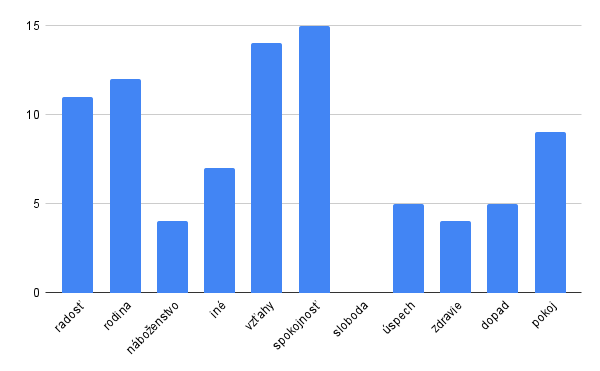 15
10
5
0
radosť
rodina
náboženstvo
iné
vzťahy
spokojnosť
sloboda
úspech
zdravie
dopad
pokoj